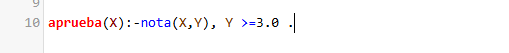 9
10 aprueba(X):-nota(X,Y), Y >=3.0 .